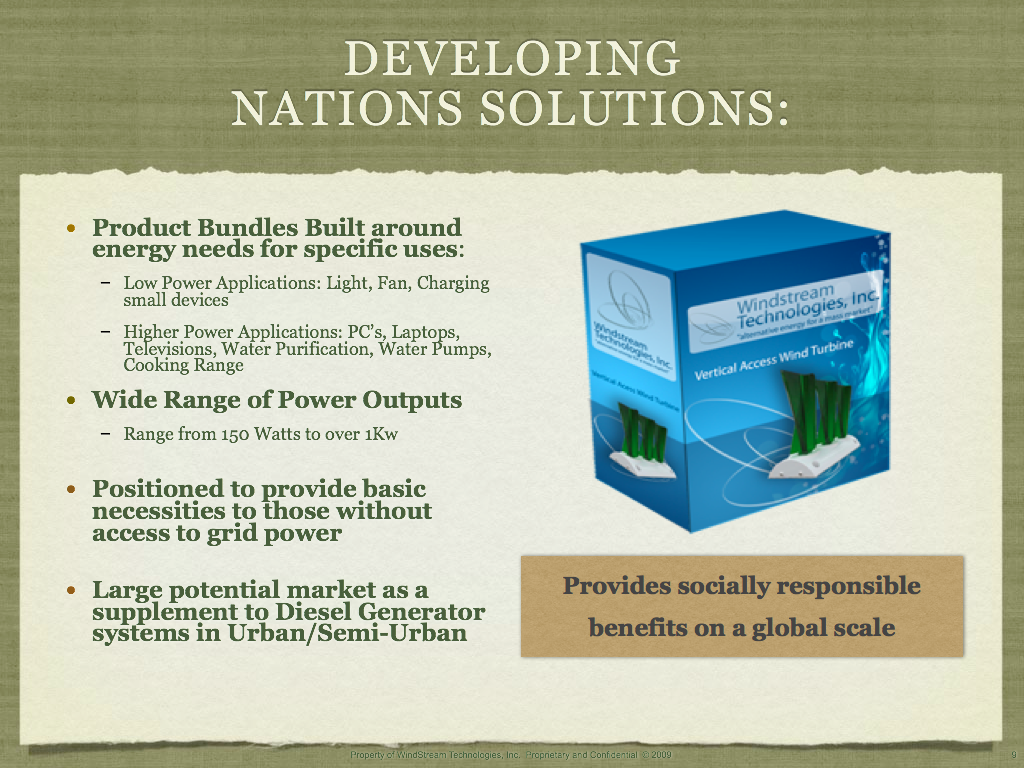 DEVELOPING
NATIONS SOLUTIONS:
• Product Bundles Built around
energy needs for specific uses:
– Low Power Applications: Light, Fan, Charging
small devices
– Higher Power Applications: PC's, Laptops,
Televisions, Water Purification, Water Pumps,
Cooking Range
• Wide Range of Power Outputs
– Range from 150 Watts to over 1Kw
• Positioned to provide basic
necessities to those without
access to grid power
• Large potential market as a
supplement to Diesel Generator
systems in Urban/Semi-Urban
Windstream
Technologies, Inc.
"alternative energy for a mass market"
Vertical Access Wind Turbine
Windstream
Technologies, Inc.
Vertical Access Wind Turbine
Provides socially responsible
benefits on a global scale
Property of WindStream Technologies, Inc. Proprietary and Confidential © 2009
9